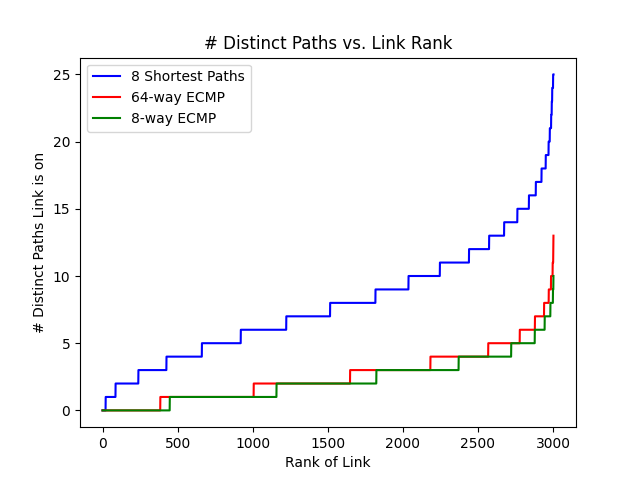 # Distinct Paths vs. Link Rank
8 Shortest Paths
64-way ECMP
8-way ECMP
# Distinct Paths Link is on
25
20
15
10
5
0
0 500 1000 1500 2000 2500 3000
Rank of Link